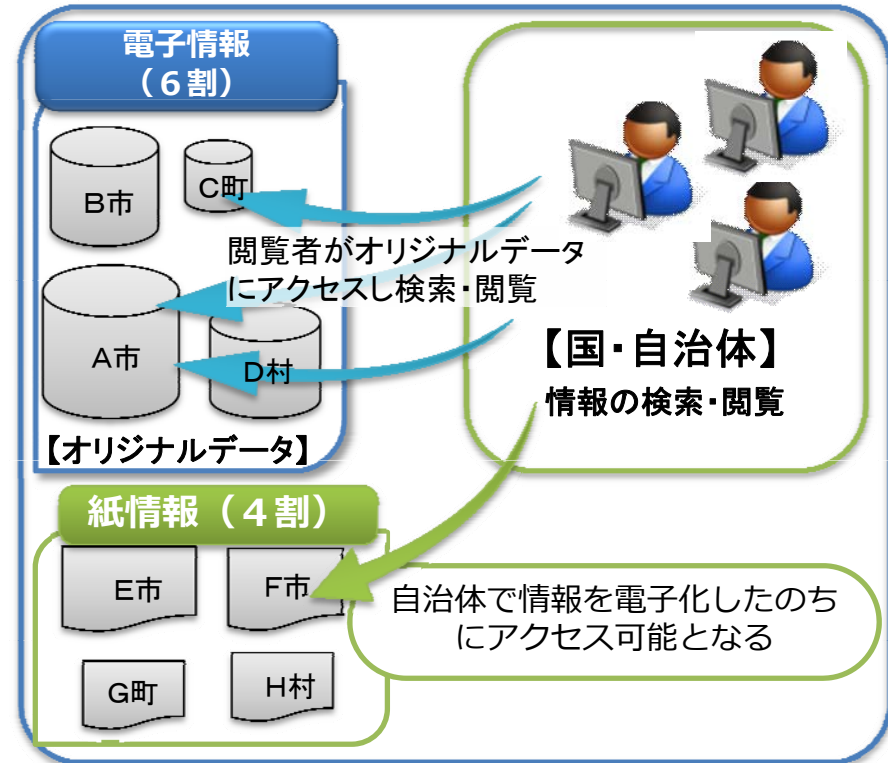 電子情報
（６割）
B市
C町
閲覧者がオリジナルデータ
にアクセスし検索・閲覧
A市
D村
【オリジナルデータ】
【国・自治体】
情報の検索・閲覧
紙情報（４割）
E市
F市
自治体で情報を電子化したのち
にアクセス可能となる
G町
H村